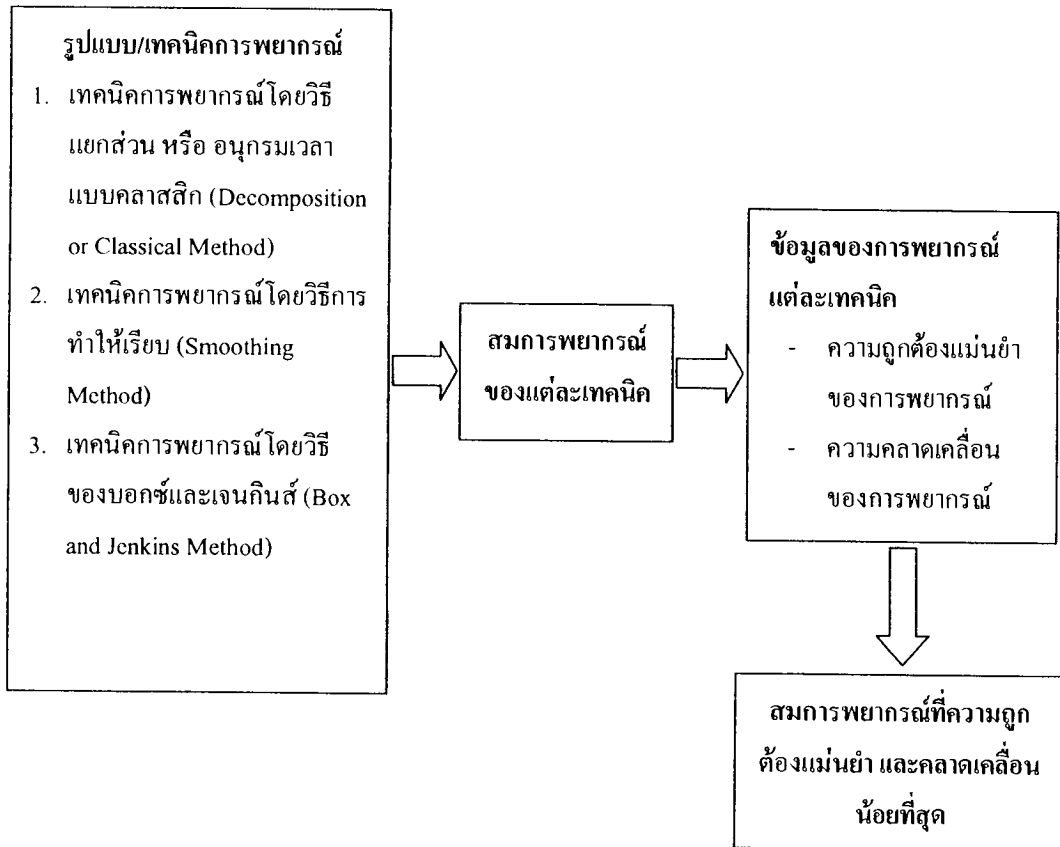 รูปแบบ/เทคนิคการพยากรณ์
1. เทคนิคการพยากรณ์โดยวิธี
แยกส่วน หรือ อนุกรมเวลา
แบบคลาสสิก (Decomposition
or Classical Method)
2. เทคนิคการพยากรณ์โดยวิธีการ
ทำให้เรียบ (Smoothing
Method)
3. เทคนิคการพยากรณ์โดยวิธี
ของบอกซ์และเจนกินส์ (Box
and Jenkins Method)
สมการพยากรณ์
ของแต่ละเทคนิค
ข้อมูลของการพยากรณ์
แต่ละเทคนิค
- ความถูกต้องแม่นยำ
ของการพยากรณ์
- ความคลาดเคลื่อน
ของการพยากรณ์
สมการพยากรณ์ที่ความถูก
ต้องแม่นยำ และคลาดเคลื่อน
น้อยที่สุด